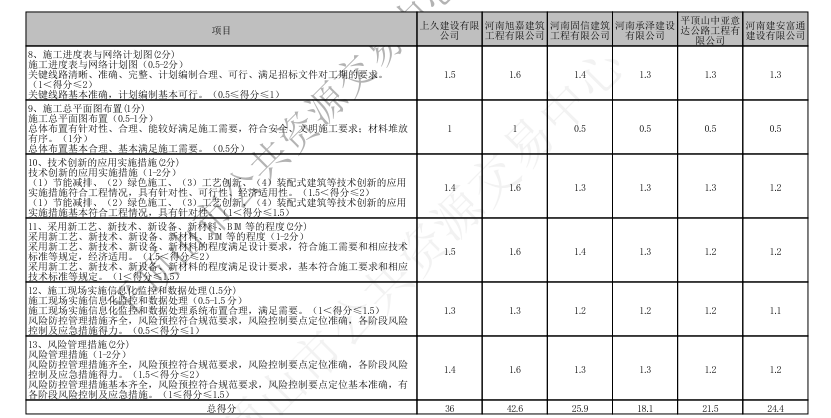 项目 上久建设有限公司 河南旭嘉建筑工程有限公司 河南固信建筑工程有限公司 河南承泽建设有限公司 平顶山中亚意达公路工程有限公司 河南建安富通建设有限公司
8、施工进度表与网络计划图(2分)
施工进度表与网络计划图（0.5-2分）
关键线路清晰、准确、完整、计划编制合理、可行、满足招标文件对工期的要求。
（1＜得分≤2）
关键线路基本准确，计划编制基本可行。（0.5≤得分≤1）
1.5 1.6 1.4 1.3 1.3 1.3
9、施工总平面图布置(1分)
施工总平面图布置（0.5-1分）
总体布置有针对性、合理、能较好满足施工需要，符合安全、文明施工要求；材料堆放
有序。（1分）
总体布置基本合理、基本满足施工需要。（0.5分）
1 1 0.5 0.5 0.5 0.5
10、技术创新的应用实施措施(2分)
技术创新的应用实施措施（1-2分）
（1）节能减排、（2）绿色施工、（3）工艺创新、（4）装配式建筑等技术创新的应用
实施措施符合工程情况，具有针对性、可行性、经济适用性。（1.5＜得分≤2）
（1）节能减排、（2）绿色施工、（3）工艺创新、（4）装配式建筑等技术创新的应用
实施措施基本符合工程情况，具有针对性。（1＜得分≤1.5）
1.4 1.6 1.3 1.3 1.3 1.2
11、采用新工艺、新技术、新设备、新材料、BIM 等的程度(2分)
采用新工艺、新技术、新设备、新材料、BIM 等的程度（1-2分）
采用新工艺、新技术、新设备、新材料的程度满足设计要求，符合施工需要和相应技术
标准等规定，经济适用。（1.5≤得分≤2）
采用新工艺、新技术、新设备、新材料的程度满足设计要求，基本符合施工要求和相应
技术标准等规定。（1＜得分≤1.5）
1.5 1.6 1.4 1.3 1.2 1.2
12、施工现场实施信息化监控和数据处理(1.5分)
施工现场实施信息化监控和数据处理（0.5-1.5 分）
施工现场实施信息化监控和数据处理系统布置合理，满足需要。（1＜得分≤1.5）
风险防控管理措施齐全，风险预控符合规范要求，风险控制要点定位准确，各阶段风险
控制及应急措施得力。（0.5＜得分≤1）
1.3 1.3 1.2 1.2 1.2 1.1
13、风险管理措施(2分)
风险管理措施（1-2分）
风险防控管理措施齐全，风险预控符合规范要求，风险控制要点定位准确，各阶段风险
控制及应急措施得力。（1.5＜得分≤2）
风险防控管理措施基本齐全，风险预控符合规范要求，风险控制要点定位基本准确，有
各阶段风险控制及应急措施。（1≤得分≤1.5）
1.4 1.6 1.3 1.3 1.2 1.2
总得分 36 42.6 25.9 18.1 21.5 24.4